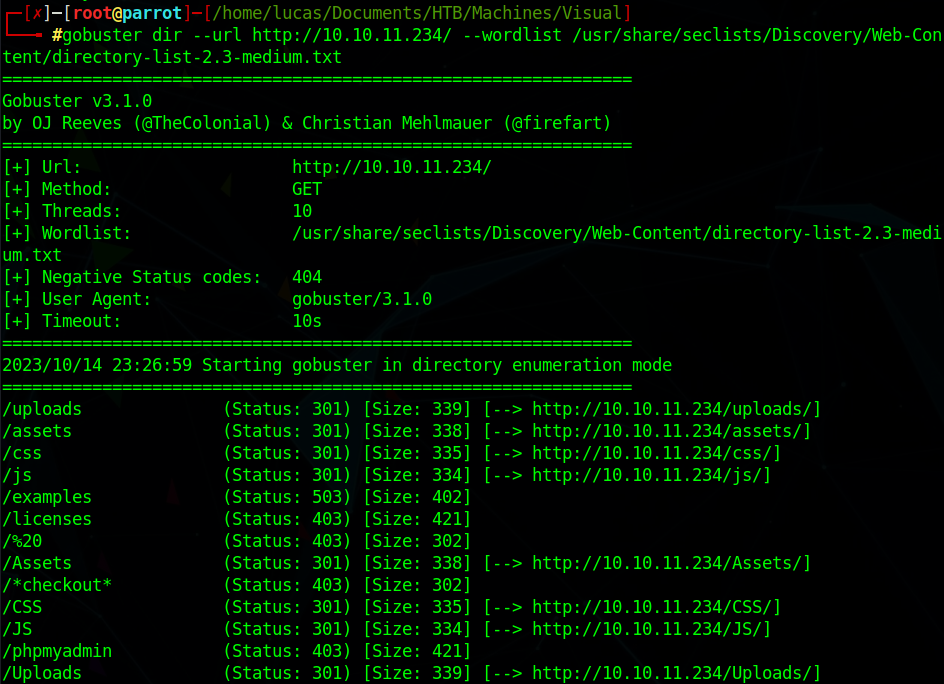 ┌─[✗]─[root@parrot]─[/home/lucas/Documents/HTB/Machines/Visual]
└──╼ #gobuster dir --url http://10.10.11.234/ --wordlist /usr/share/seclists/Discovery/Web-Con
tent/directory-list-2.3-medium.txt
===============================================================
Gobuster v3.1.0
by OJ Reeves (@TheColonial) & Christian Mehlmauer (@firefart)
===============================================================
[+] Url:                     http://10.10.11.234/
[+] Method:                  GET
[+] Threads:                 10
[+] Wordlist:                /usr/share/seclists/Discovery/Web-Content/directory-list-2.3-medi
um.txt
[+] Negative Status codes:   404
[+] User Agent:              gobuster/3.1.0
[+] Timeout:                 10s
===============================================================
2023/10/14 23:26:59 Starting gobuster in directory enumeration mode
===============================================================
/uploads              (Status: 301) [Size: 339] [--> http://10.10.11.234/uploads/]
/assets               (Status: 301) [Size: 338] [--> http://10.10.11.234/assets/]
/css                  (Status: 301) [Size: 335] [--> http://10.10.11.234/css/]
/js                   (Status: 301) [Size: 334] [--> http://10.10.11.234/js/]
/examples             (Status: 503) [Size: 402]
/licenses             (Status: 403) [Size: 421]
/%20                  (Status: 403) [Size: 302]
/Assets               (Status: 301) [Size: 338] [--> http://10.10.11.234/Assets/]
/*checkout*           (Status: 403) [Size: 302]
/CSS                  (Status: 301) [Size: 335] [--> http://10.10.11.234/CSS/]
/JS                   (Status: 301) [Size: 334] [--> http://10.10.11.234/JS/]
/phpmyadmin           (Status: 403) [Size: 421]
/Uploads              (Status: 301) [Size: 339] [--> http://10.10.11.234/Uploads/]